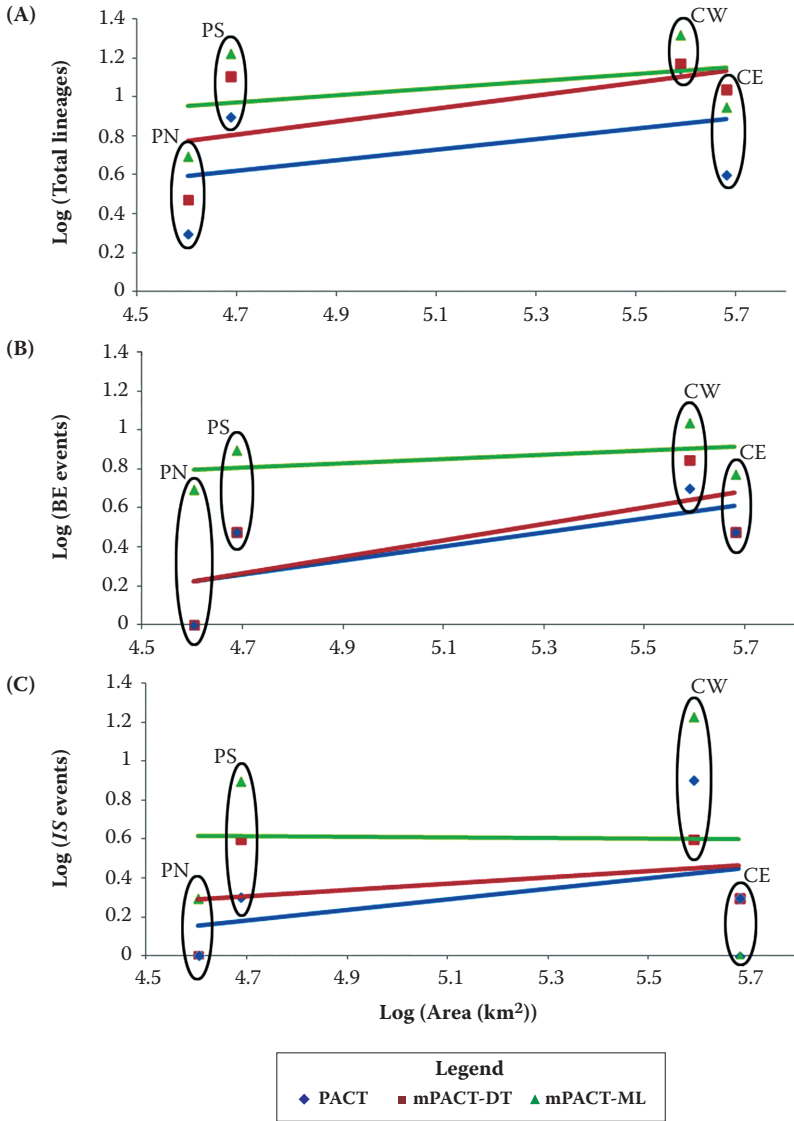 (A)
1.4
1.2
1
0.8
0.6
0.4
0.2
0
Log (Total lineages)
PS
CW
CE
PN
4.5 4.7 4.9 5.1 5.3 5.5 5.7
(B)
1.4
1.2
1
0.8
0.6
0.4
0.2
0
Log (BE events)
CW
PS
CE
PN
4.5 4.7 4.9 5.1 5.3 5.5 5.7
(C)
1.4
1.2
1
0.8
0.6
0.4
0.2
0
Log (IS events)
CW
PS
PN
CE
4.5 4.7 4.9 5.1 5.3 5.5 5.7
Log (Area (km²))
Legend
PACT mPACT-DT mPACT-ML